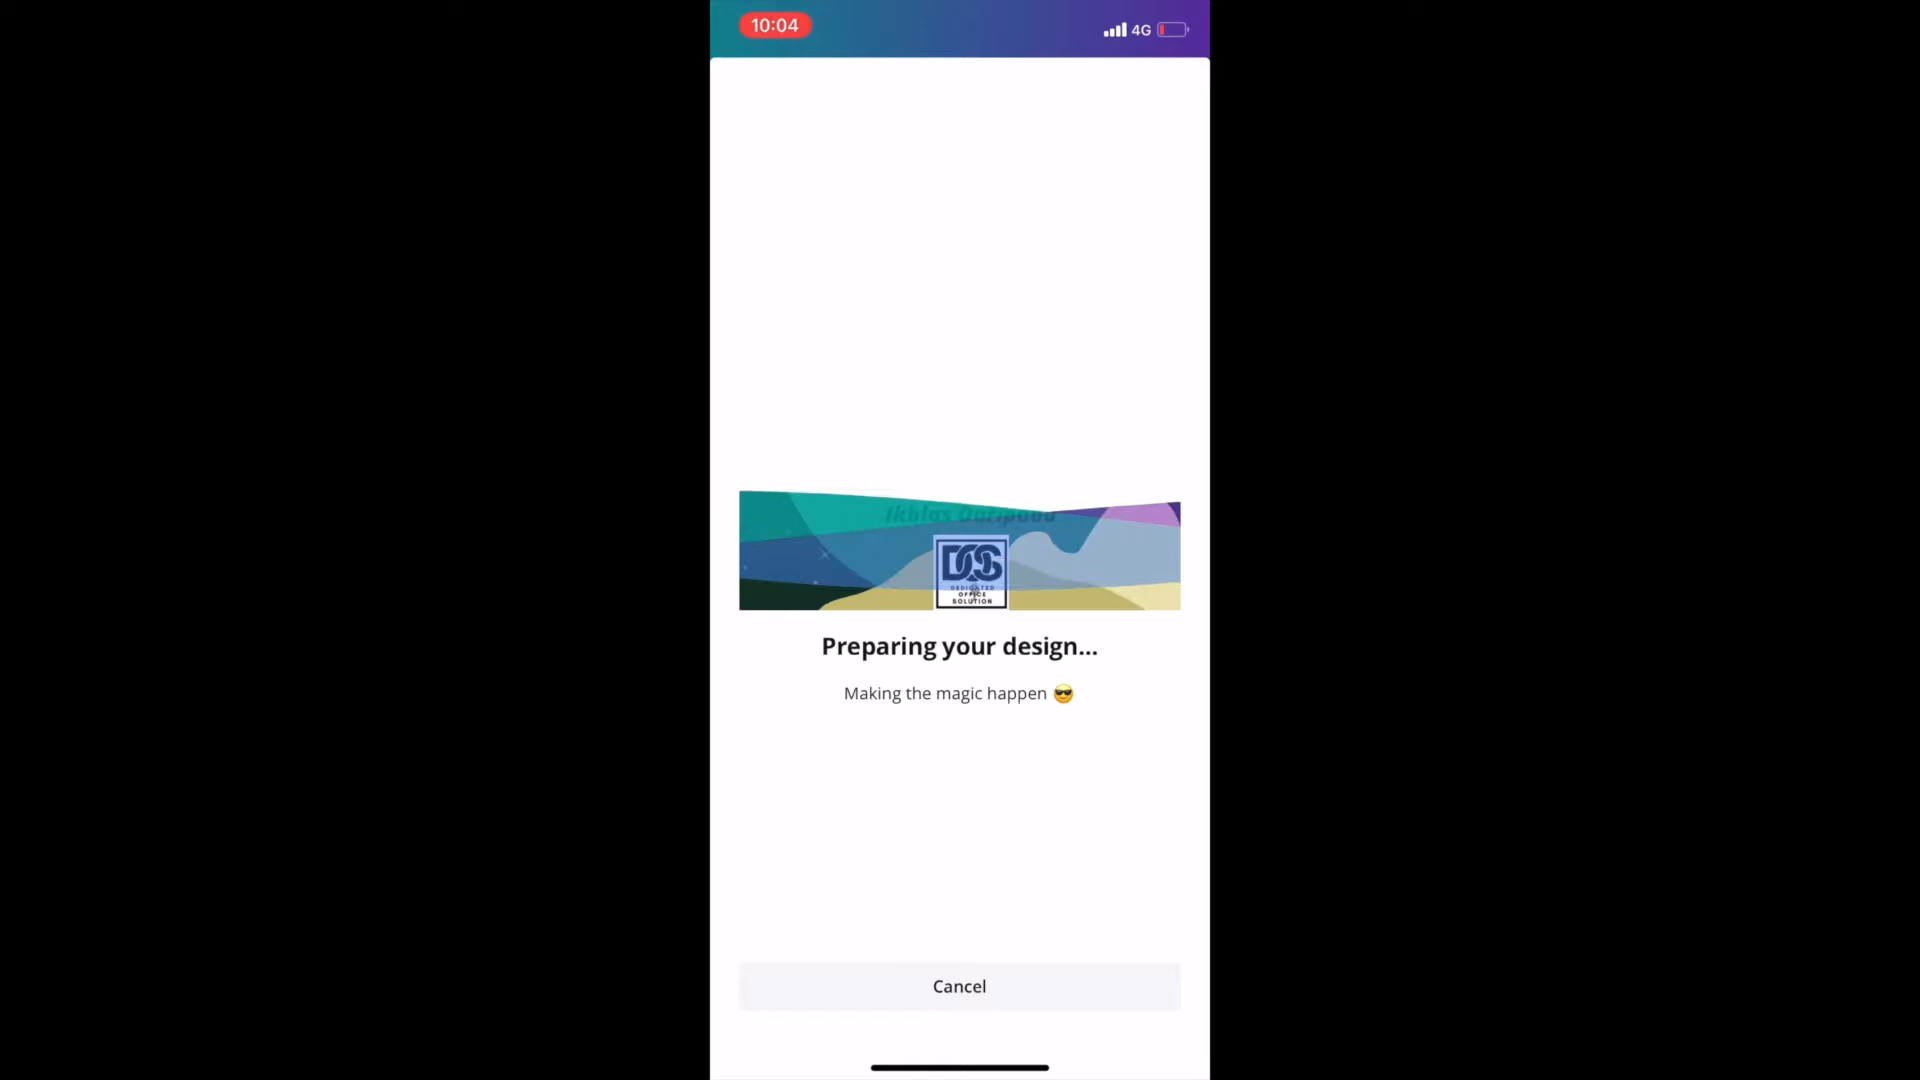 10:04
4G
DOS
DEDICATED
OFFICE
SOLUTION
Preparing your design...
Making the magic happen 😎
Cancel